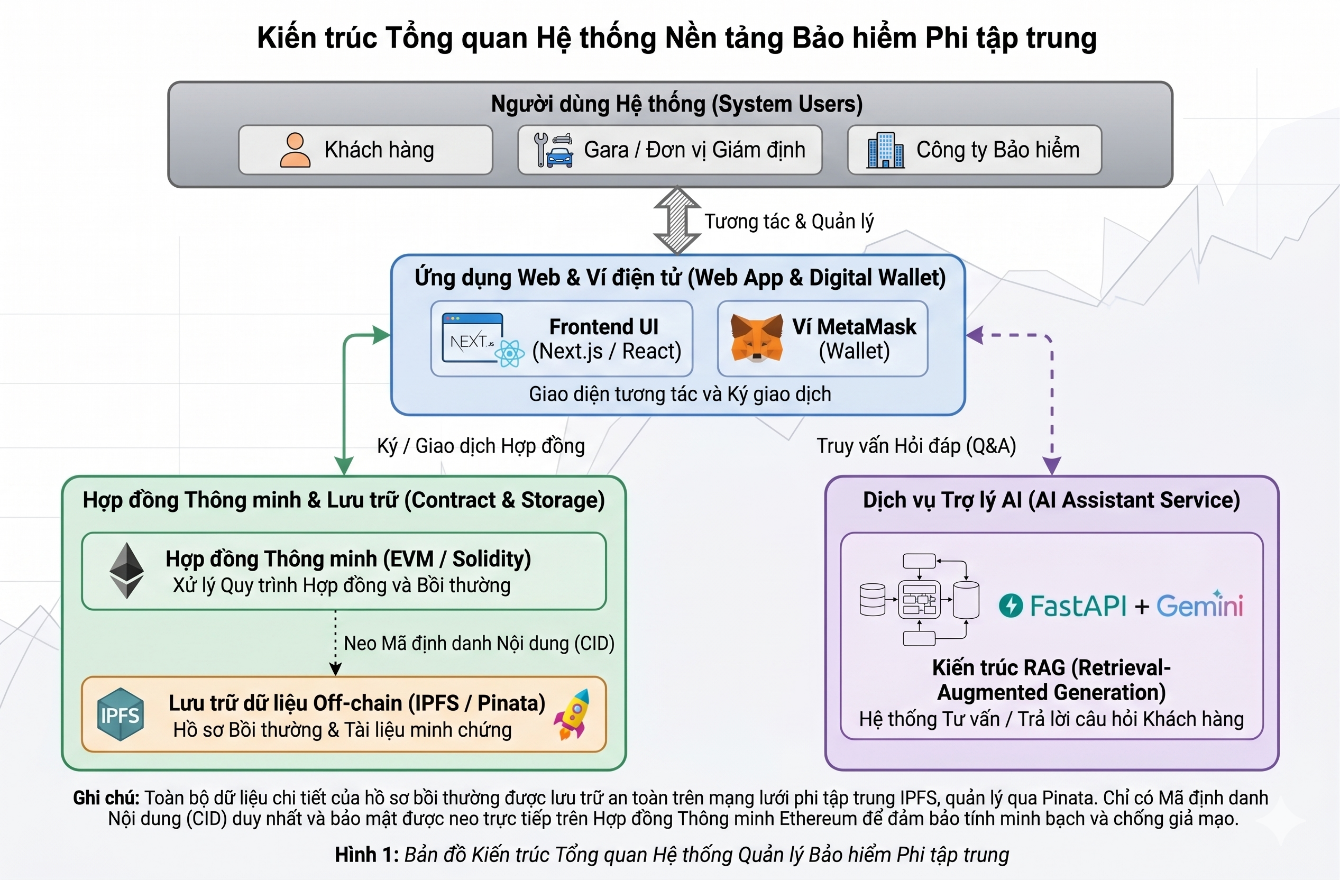 Kiến trúc Tổng quan Hệ thống Nền tảng Bảo hiểm Phi tập trung
Người dùng Hệ thống (System Users)
Khách hàng
Gara / Đơn vị Giám định
Công ty Bảo hiểm
Tương tác & Quản lý
Ứng dụng Web & Ví điện tử (Web App & Digital Wallet)
NEXT.js
Frontend UI
(Next.js / React)
Ví MetaMask
(Wallet)
Giao diện tương tác và Ký giao dịch
Ký / Giao dịch Hợp đồng
Truy vấn Hỏi đáp (Q&A)
Hợp đồng Thông minh & Lưu trữ (Contract & Storage)
Hợp đồng Thông minh (EVM / Solidity)
Xử lý Quy trình Hợp đồng và Bồi thường
Neo Mã định danh Nội dung (CID)
IPFS
Lưu trữ dữ liệu Off-chain (IPFS / Pinata)
Hồ sơ Bồi thường & Tài liệu minh chứng
Dịch vụ Trợ lý AI (AI Assistant Service)
FastAPI + Gemini
Kiến trúc RAG (Retrieval-
Augmented Generation)
Hệ thống Tư vấn / Trả lời câu hỏi Khách hàng
Ghi chú: Toàn bộ dữ liệu chi tiết của hồ sơ bồi thường được lưu trữ an toàn trên mạng lưới phi tập trung IPFS, quản lý qua Pinata. Chỉ có Mã định danh
Nội dung (CID) duy nhất và bảo mật được neo trực tiếp trên Hợp đồng Thông minh Ethereum để đảm bảo tính minh bạch và chống giả mạo.
Hình 1: Bản đồ Kiến trúc Tổng quan Hệ thống Quản lý Bảo hiểm Phi tập trung